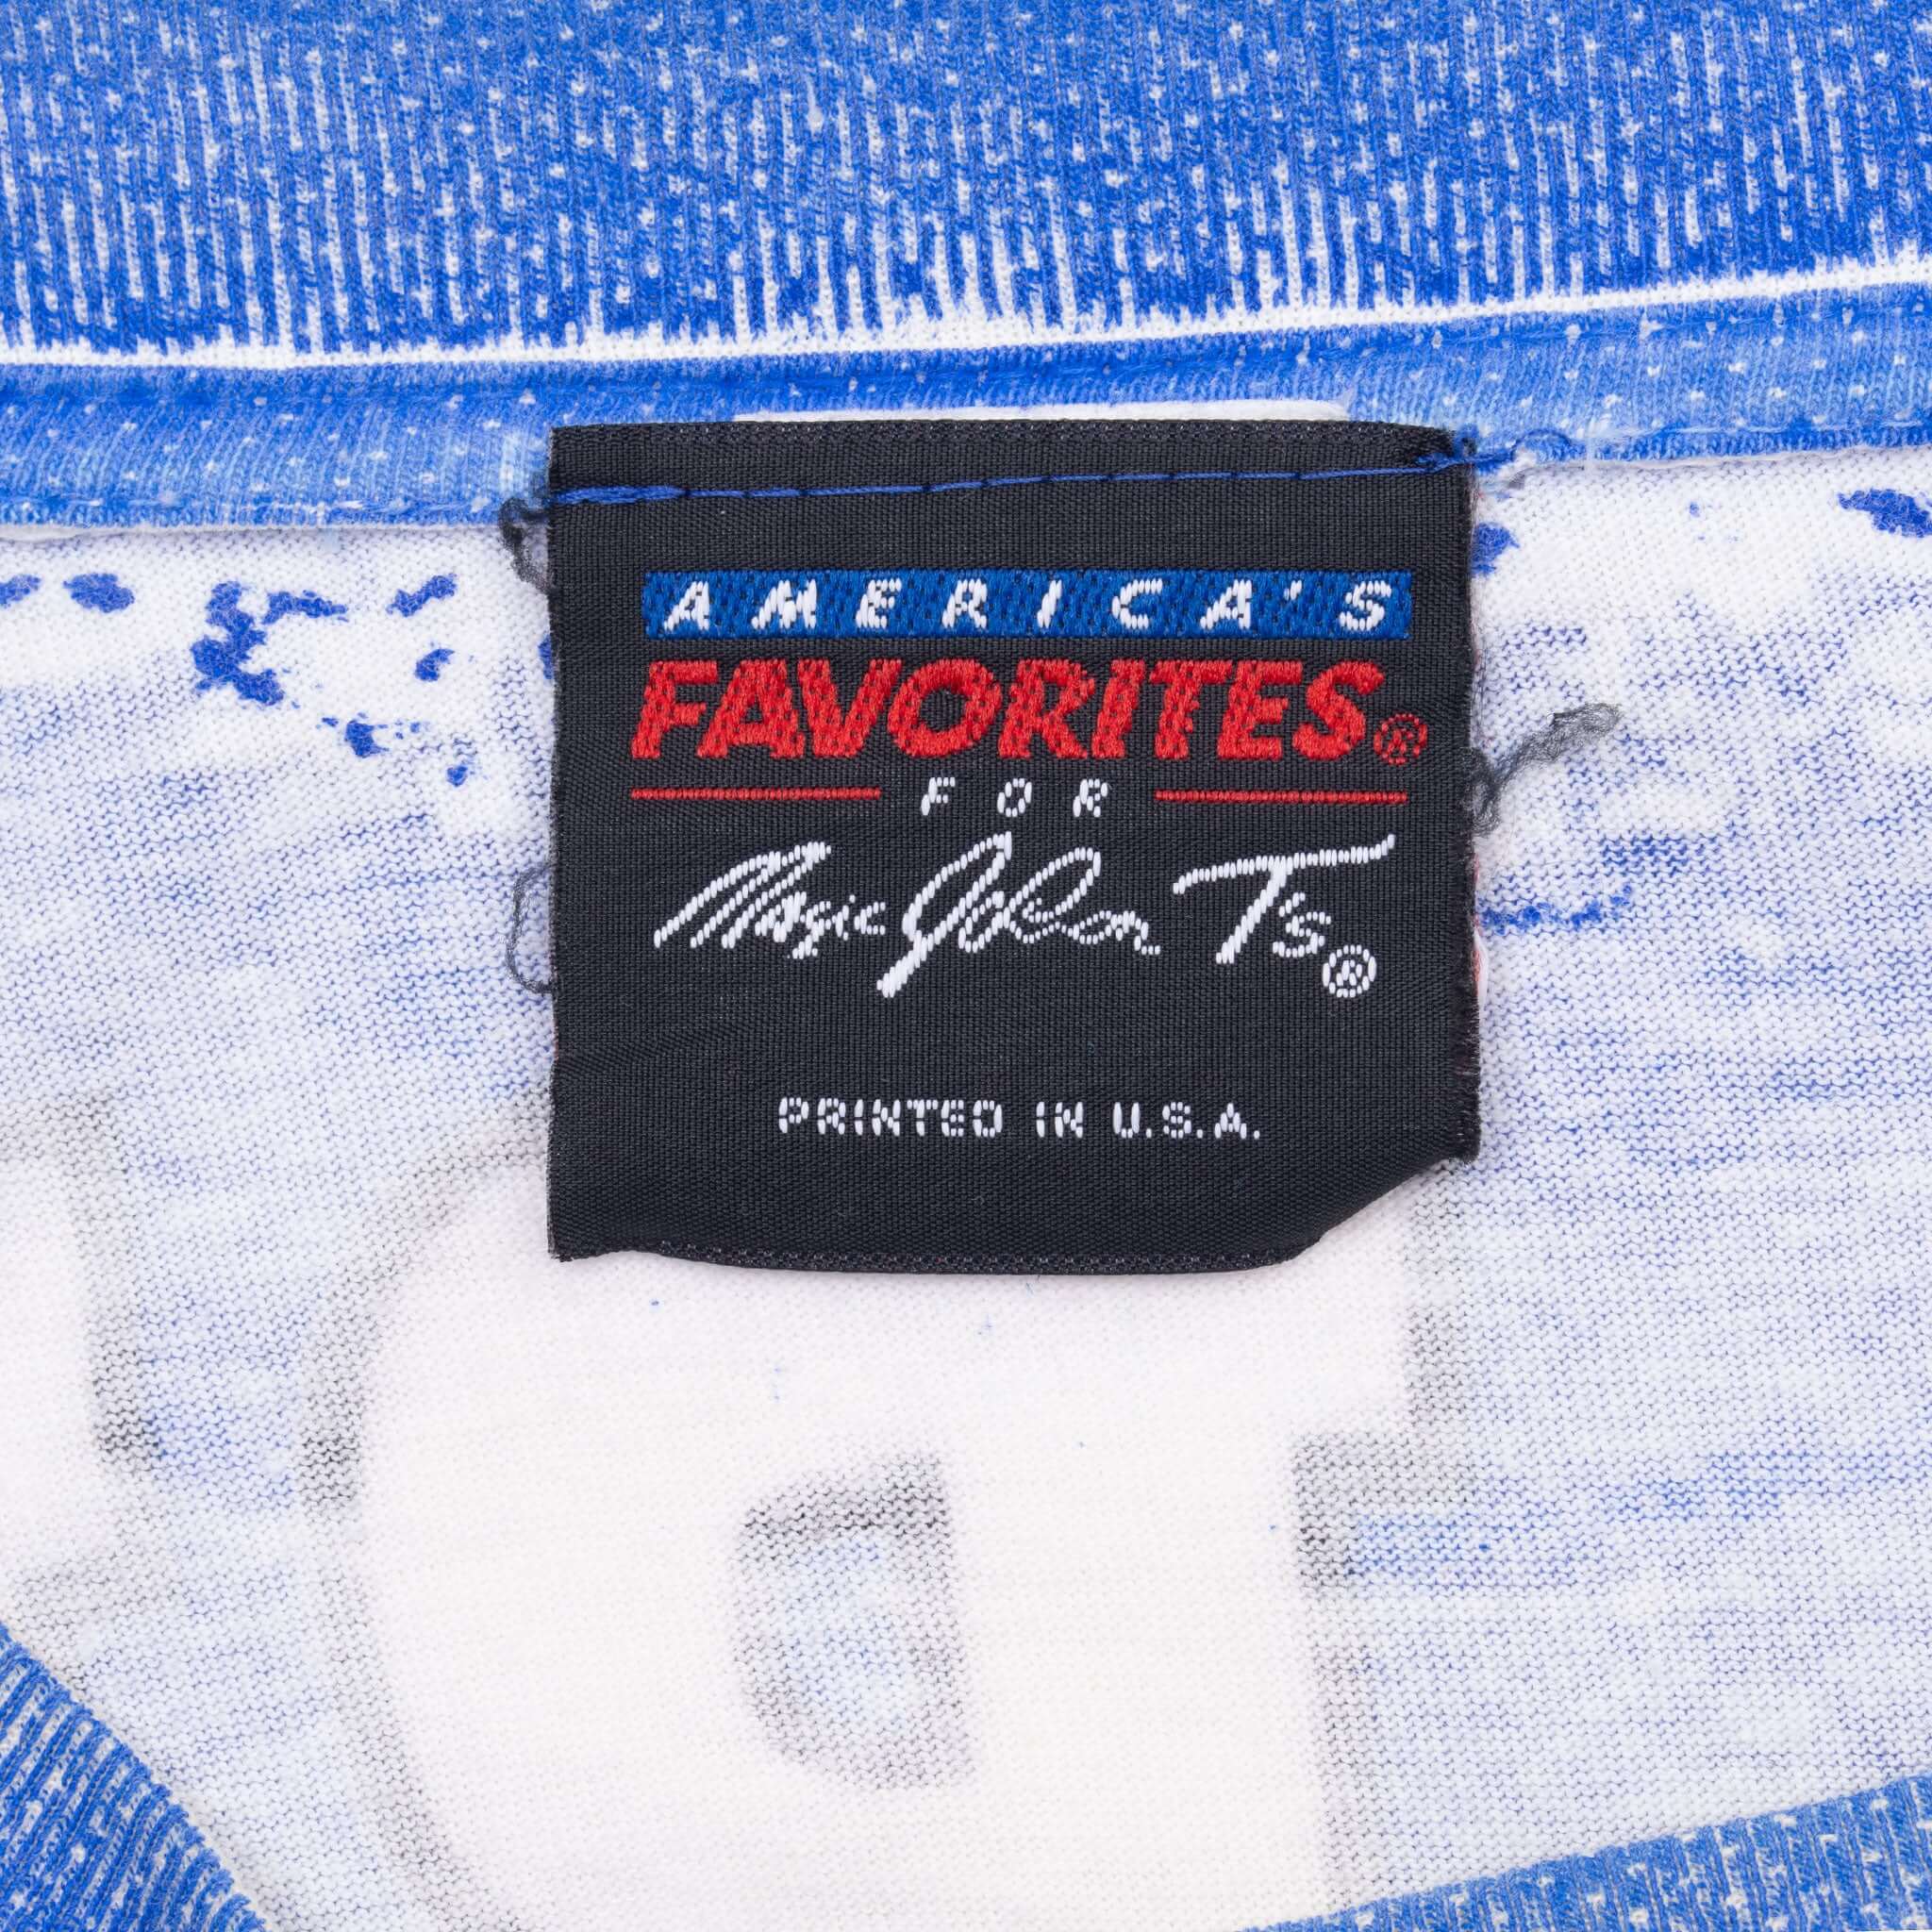 AMERICA'S
FAVORITES®
FOR
Magic Johnson T's®
PRINTED IN U.S.A.